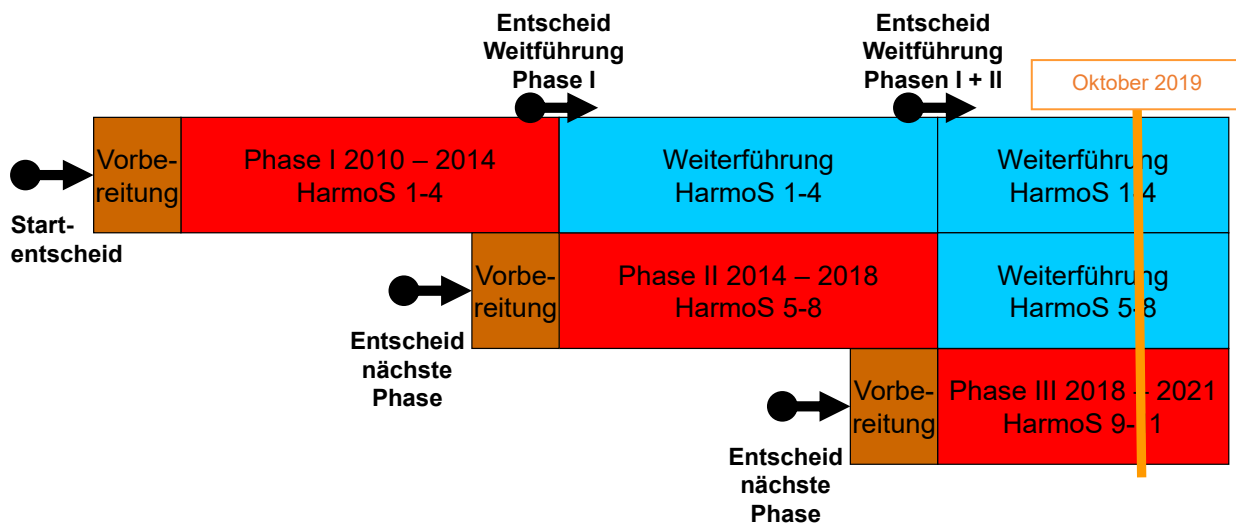 Entscheid
Weitführung
Phase I
Entscheid
Weitführung
Phasen I + II
Oktober 2019
Vorbe-
reitung
Phase I 2010 – 2014
HarmoS 1-4
Weiterführung
HarmoS 1-4
Weiterführung
HarmoS 1-4
Start-
entscheid
Vorbe-
reitung
Phase II 2014 – 2018
HarmoS 5-8
Weiterführung
HarmoS 5-8
Entscheid
nächste
Phase
Vorbe-
reitung
Phase III 2018 – 2021
HarmoS 9-11
Entscheid
nächste
Phase